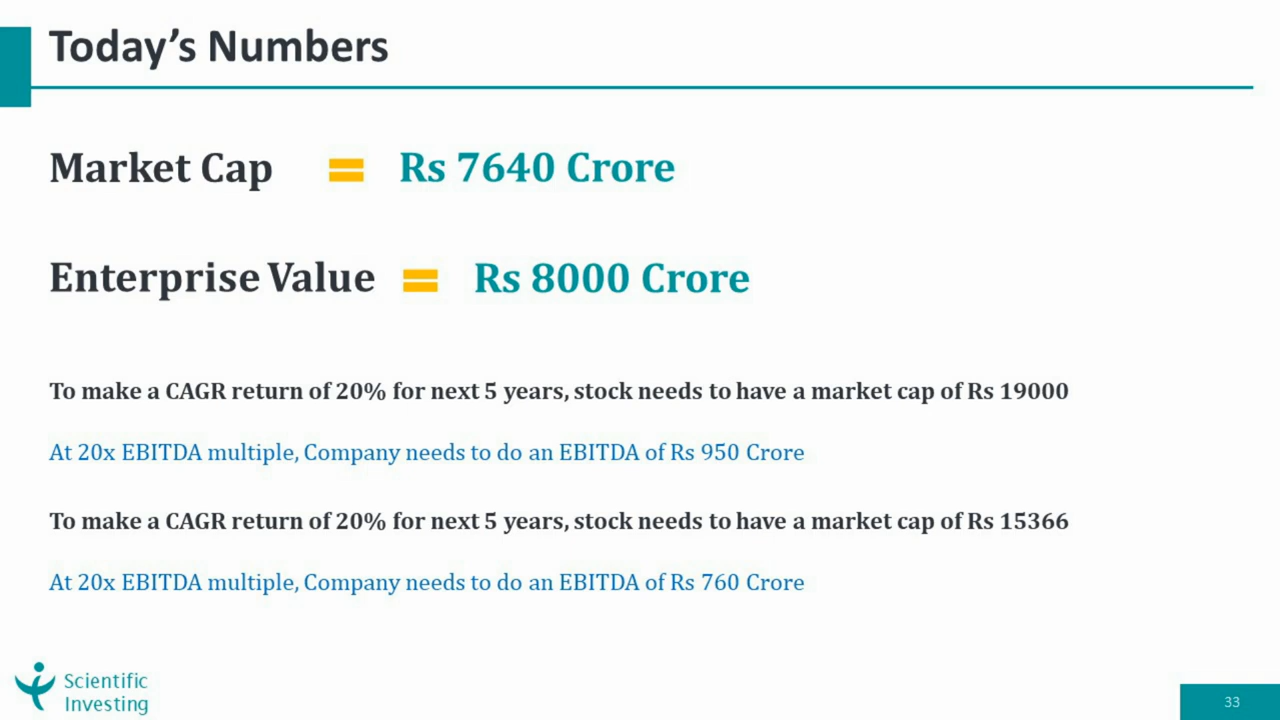 Today’s Numbers
Market Cap = Rs 7640 Crore
Enterprise Value = Rs 8000 Crore
To make a CAGR return of 20% for next 5 years, stock needs to have a market cap of Rs 19000
At 20x EBITDA multiple, Company needs to do an EBITDA of Rs 950 Crore
To make a CAGR return of 20% for next 5 years, stock needs to have a market cap of Rs 15366
At 20x EBITDA multiple, Company needs to do an EBITDA of Rs 760 Crore
Scientific
Investing
33